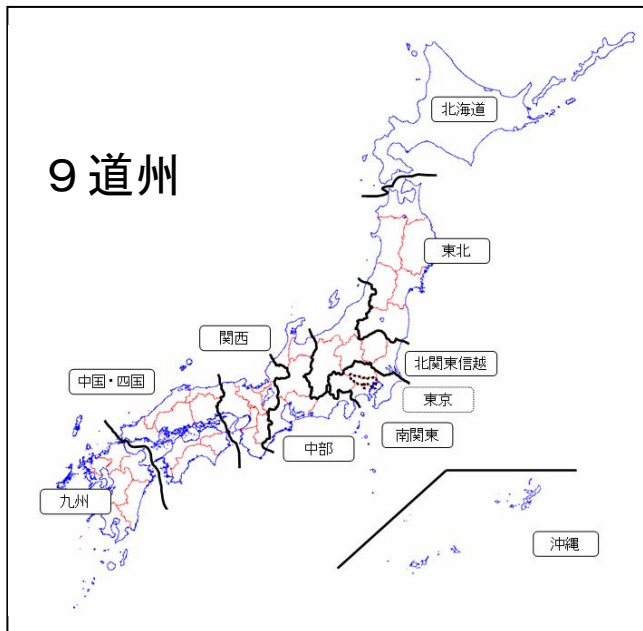 北海道
９道州
東北
関西
北関東信越
中国・四国
東京
南関東
中部
九州
沖縄